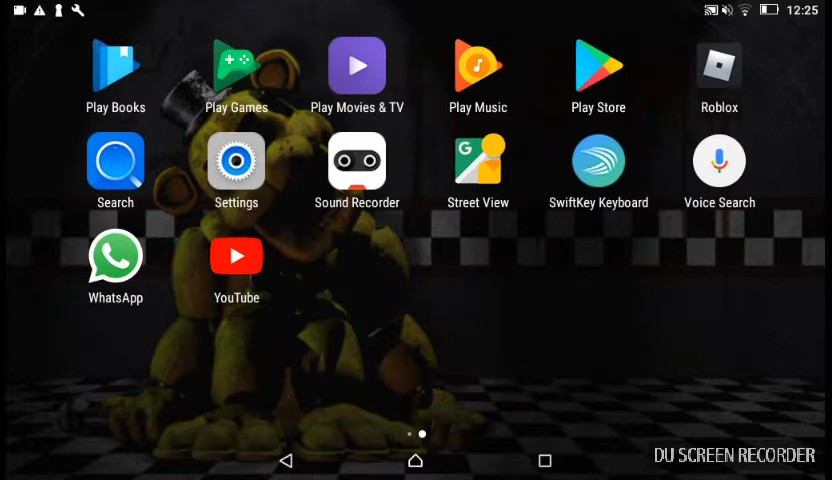 12:25
Play Books
Play Games
Play Movies & TV
Play Music
Play Store
Roblox
Search
Settings
Sound Recorder
G
Street View
SwiftKey Keyboard
Voice Search
WhatsApp
YouTube
DU SCREEN RECORDER